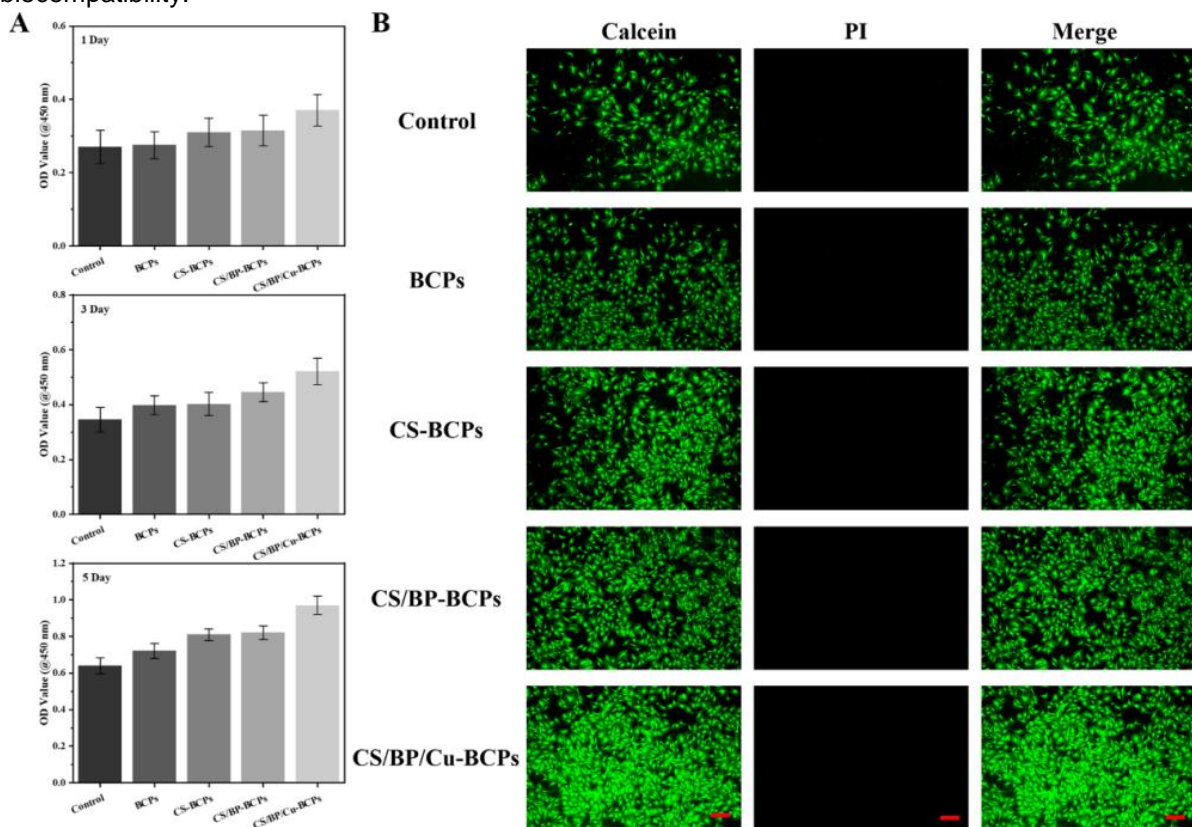 biocompatibility.
A
1 Day
OD Value (@450 nm)
0.6
0.4
0.2
0.0
Control
BCPs
CS-BCPs
CS/BP-BCPs
CS/BP/Cu-BCPs
3 Day
OD Value (@450 nm)
0.8
0.6
0.4
0.2
0.0
Control
BCPs
CS-BCPs
CS/BP-BCPs
CS/BP/Cu-BCPs
5 Day
OD Value (@450 nm)
1.2
1.0
0.8
0.6
0.4
0.2
0.0
Control
BCPs
CS-BCPs
CS/BP-BCPs
CS/BP/Cu-BCPs
B
Calcein
PI
Merge
Control
BCPs
CS-BCPs
CS/BP-BCPs
CS/BP/Cu-BCPs